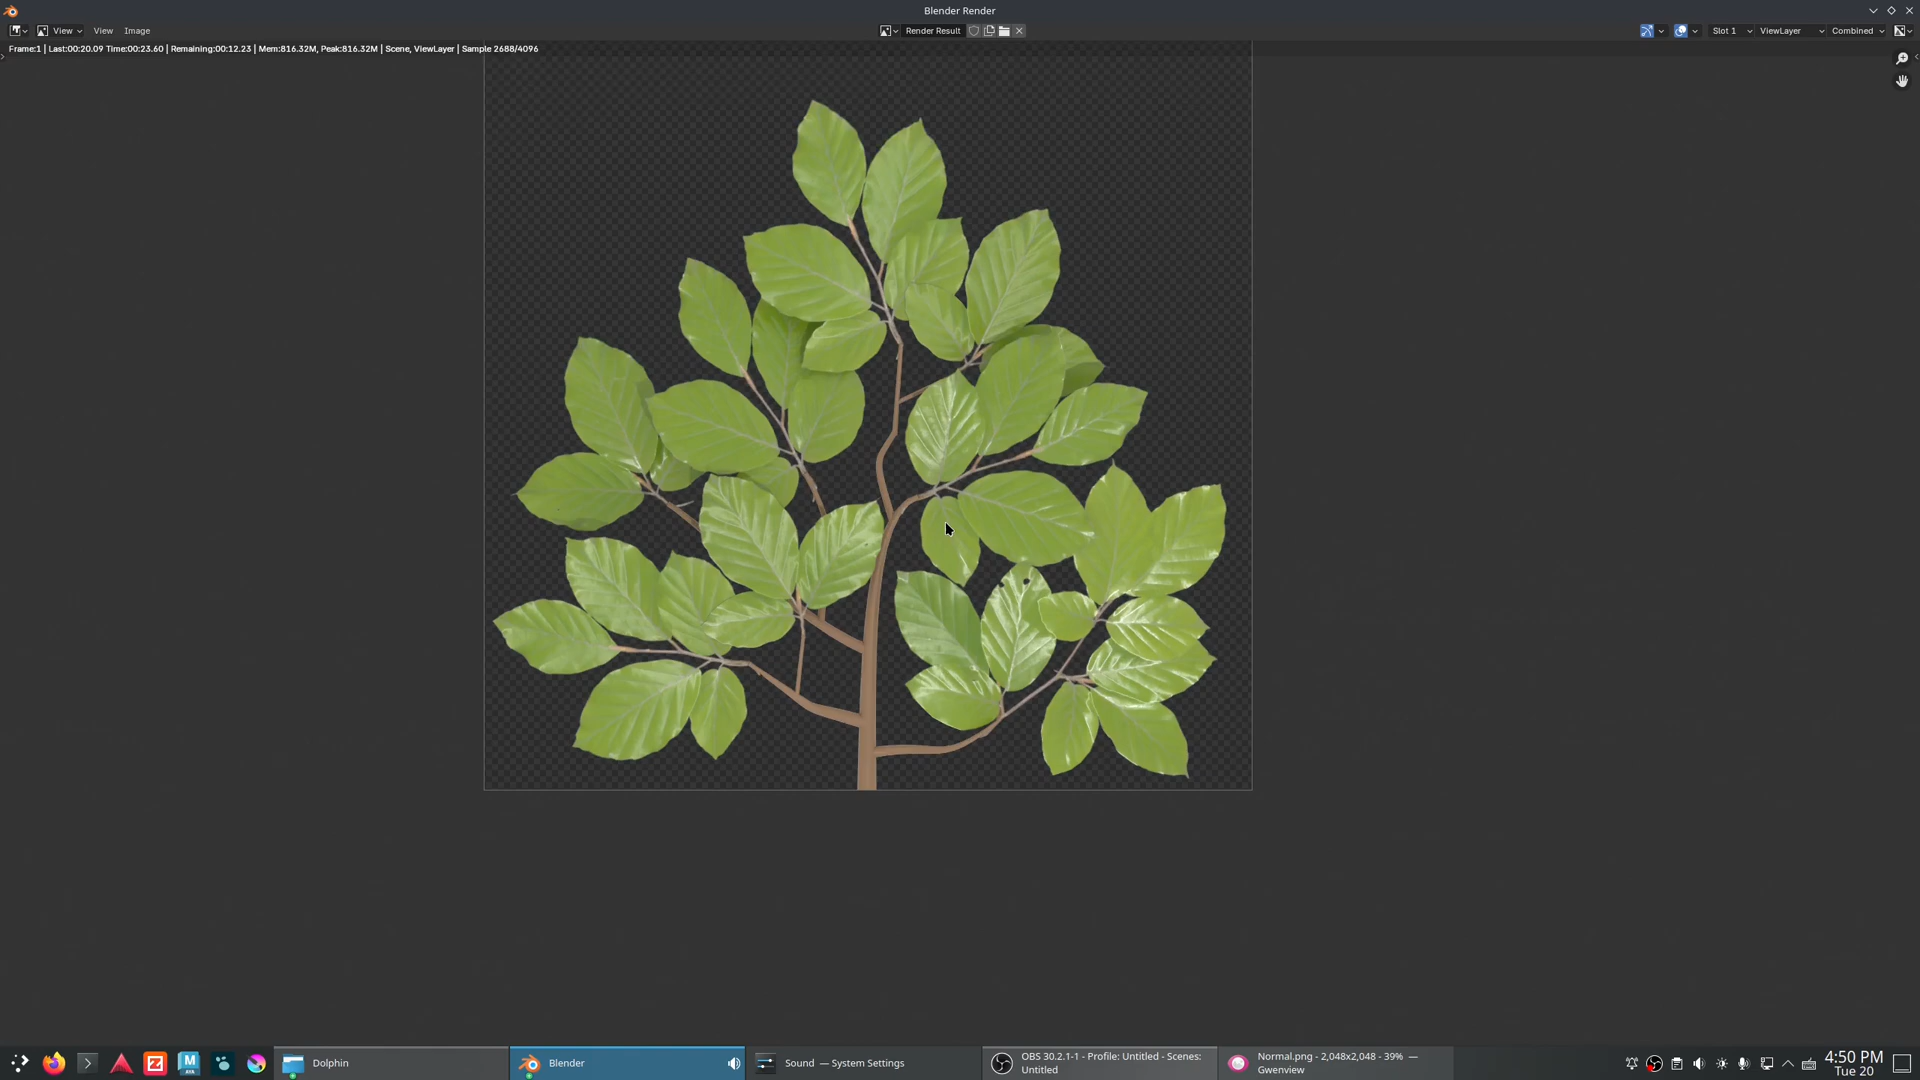 Blender Render
View View Image Render Result Slot 1 ViewLayer Combined
Frame:1 | Last:00:20.09 Time:00:23.60 | Remaining:00:12.23 | Mem:816.32M, Peak:816.32M | Scene, ViewLayer | Sample 2688/4096
Dolphin
Blender
Sound — System Settings
OBS 30.2.1-1 - Profile: Untitled - Scenes:
Untitled
Normal.png - 2,048x2,048 - 39% —
Gwenview
4:50 PM
Tue 20